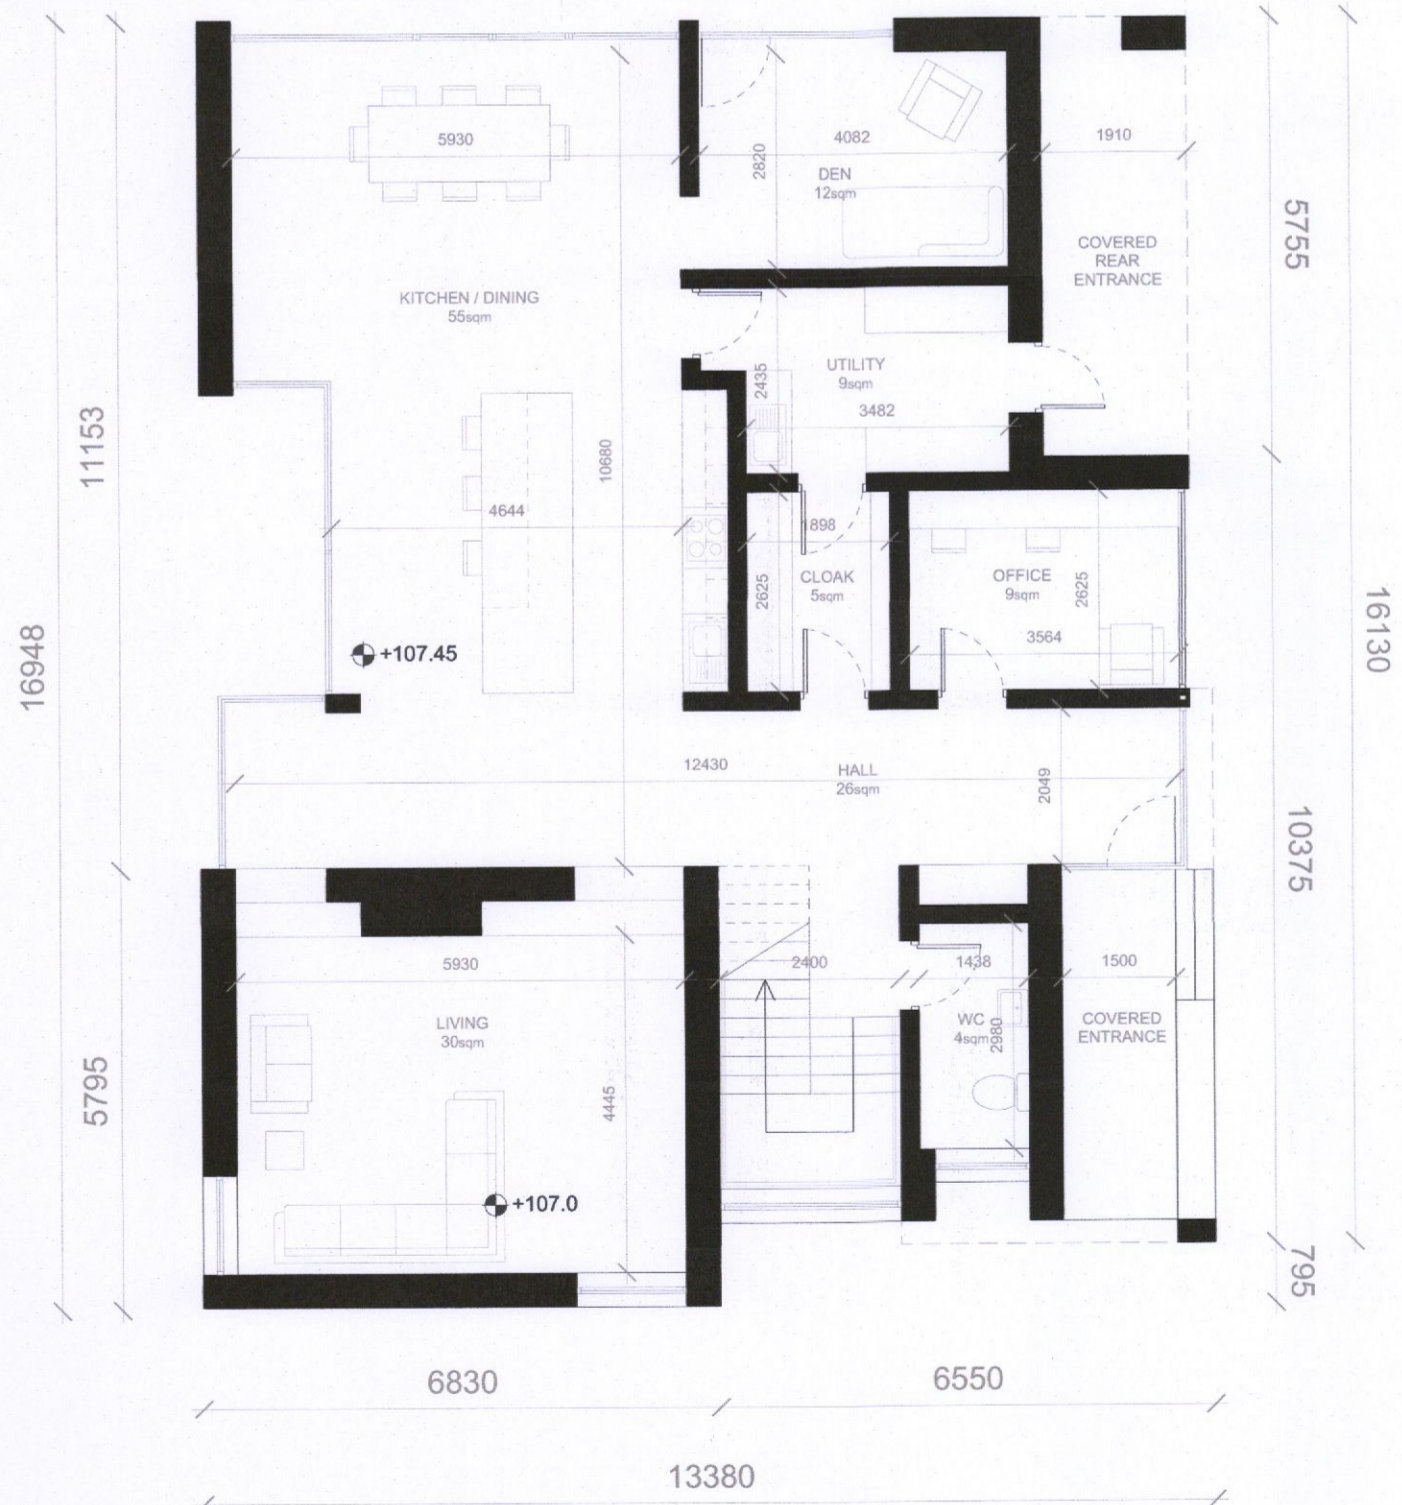 5930
4082
1910
2820
DEN
12sqm
5755
COVERED
REAR
ENTRANCE
KITCHEN / DINING
55sqm
UTILITY
9sqm
2435
3482
11153
10680
4644
898
CLOAK
5sqm
2625
OFFICE
9sqm
2625
3564
16130
16948
+107.45
12430
HALL
26sqm
2049
10375
5930
2400
1438
1500
LIVING
30sqm
WC
4sqm
2980
COVERED
ENTRANCE
4445
5795
+107.0
795
6830
6550
13380